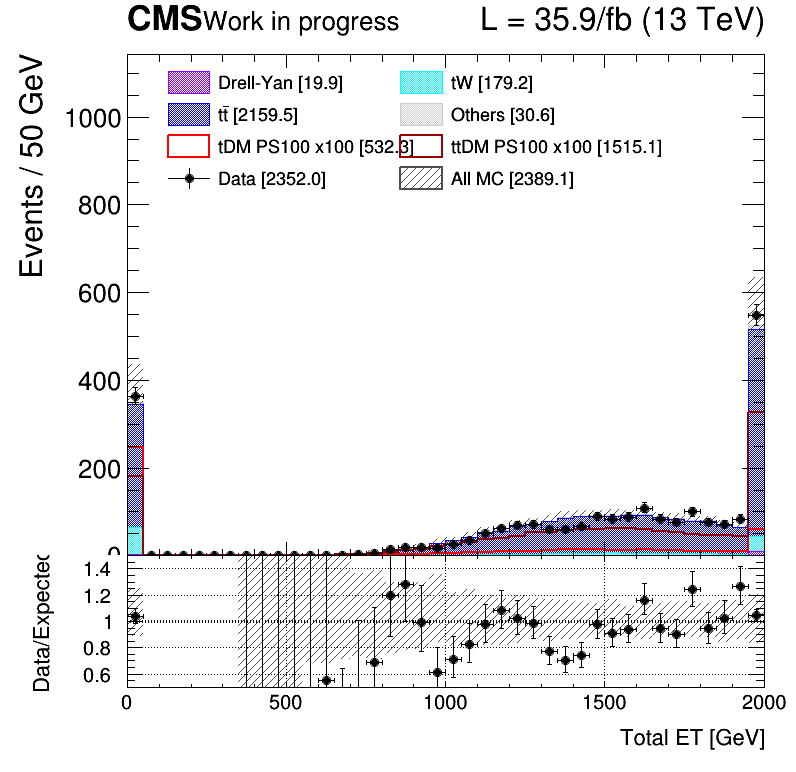 CMS Work in progress L = 35.9/fb (13 TeV)
Events / 50 GeV
Drell-Yan [19.9] tW [179.2]
tt̄ [2159.5] Others [30.6]
tDM PS100 x100 [532.3] ttDM PS100 x100 [1515.1]
Data [2352.0] All MC [2389.1]
1000
800
600
400
200
0
Data/Expected
1.4
1.2
1
0.8
0.6
0 500 1000 1500 2000
Total ET [GeV]